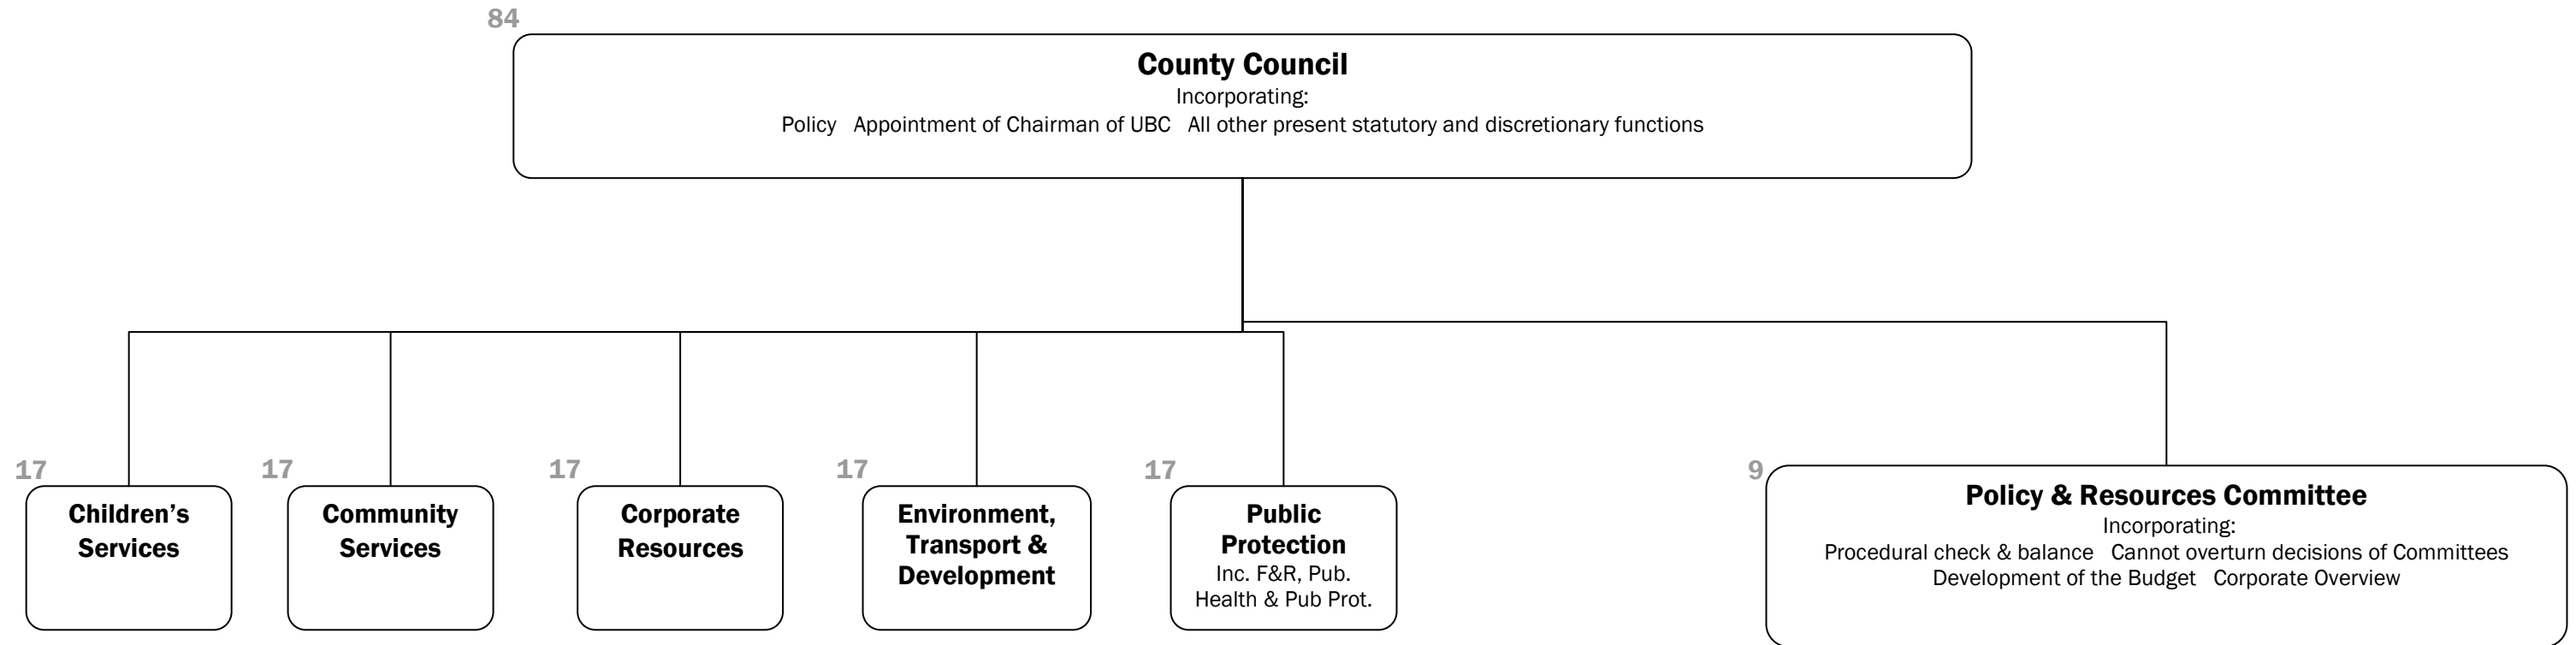 84
County Council
Incorporating:
Policy   Appointment of Chairman of UBC   All other present statutory and discretionary functions
17
Children’s
Services
17
Community
Services
17
Corporate
Resources
17
Environment,
Transport &
Development
17
Public
Protection
Inc. F&R, Pub.
Health & Pub Prot.
9
Policy & Resources Committee
Incorporating:
Procedural check & balance   Cannot overturn decisions of Committees
Development of the Budget   Corporate Overview